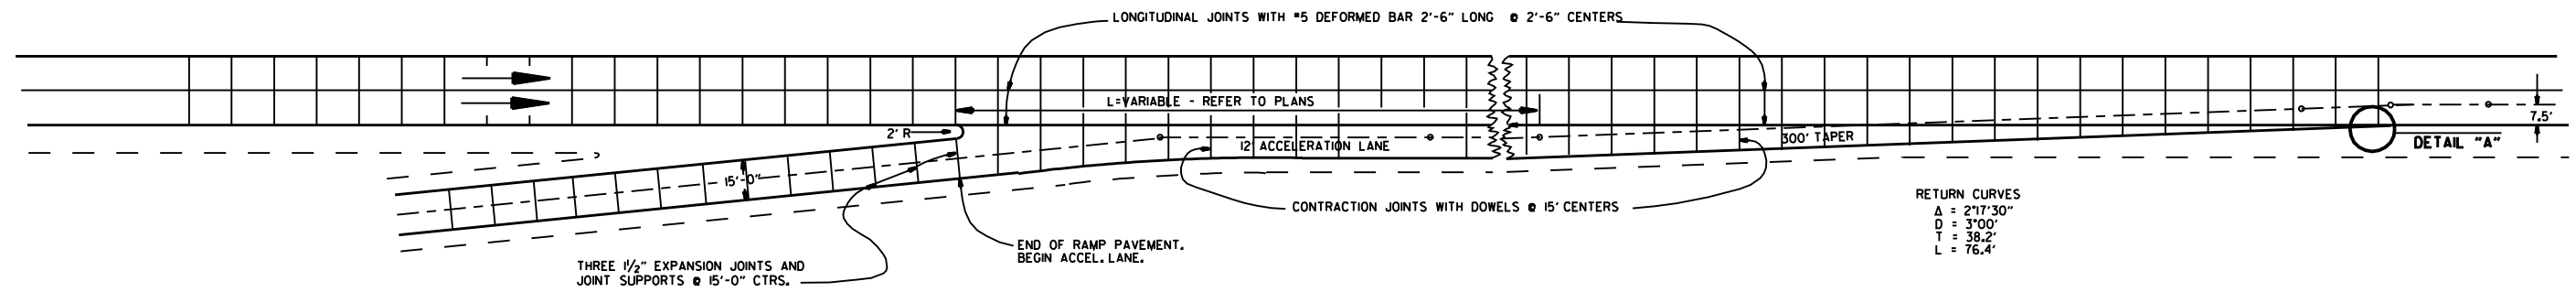 LONGITUDINAL JOINTS WITH #5 DEFORMED BAR 2'-6" LONG @ 2'-6" CENTERS
L=VARIABLE - REFER TO PLANS
2' R
7.5'
12' ACCELERATION LANE
300' TAPER
DETAIL "A"
15'-0"
RETURN CURVES
Δ = 2°17'30"
D = 3°00'
T = 38.2'
L = 76.4'
CONTRACTION JOINTS WITH DOWELS @ 15' CENTERS
END OF RAMP PAVEMENT.
BEGIN ACCEL. LANE.
THREE 1½" EXPANSION JOINTS AND
JOINT SUPPORTS @ 15'-0" CTRS.